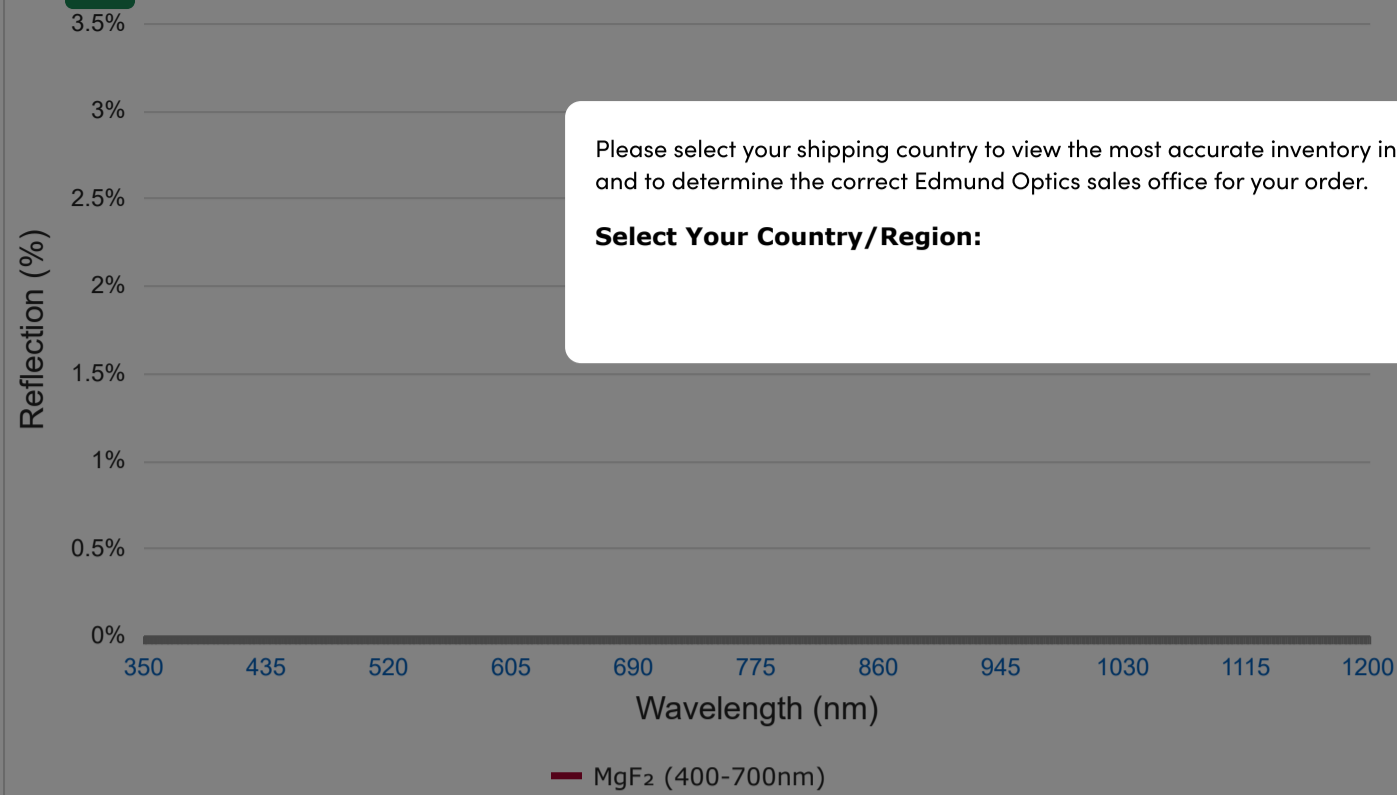 3.5%
3%
Please select your shipping country to view the most accurate inventory in
and to determine the correct Edmund Optics sales office for your order.
2.5%
Select Your Country/Region:
2%
Reflection (%)
1.5%
1%
0.5%
0%
350 435 520 605 690 775 860 945 1030 1115 1200
Wavelength (nm)
MgF₂ (400-700nm)